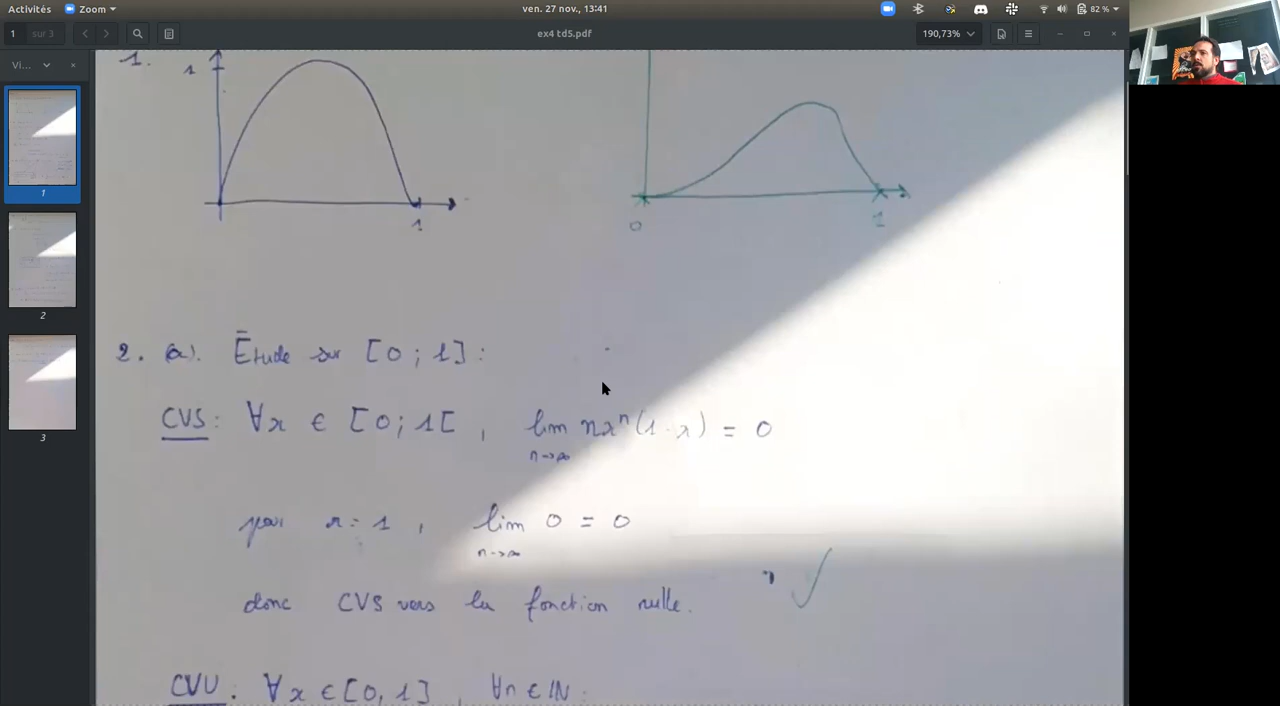 Activités Zoom ven. 27 nov., 13:41 82 %
1 sur 3 ex4 td5.pdf 190,73%
Vi...
1
2
3
1.
1
1
0
1
2. (a). Étude sur [0 ; 1] :
CVS : ∀x ∈ [0 ; 1[ , lim nxⁿ(1-x) = 0
n→∞
pour x = 1 , lim 0 = 0
n→∞
donc CVS vers la fonction nulle.
CVU : ∀x ∈ [0, 1] , ∀n ∈ ℕ :